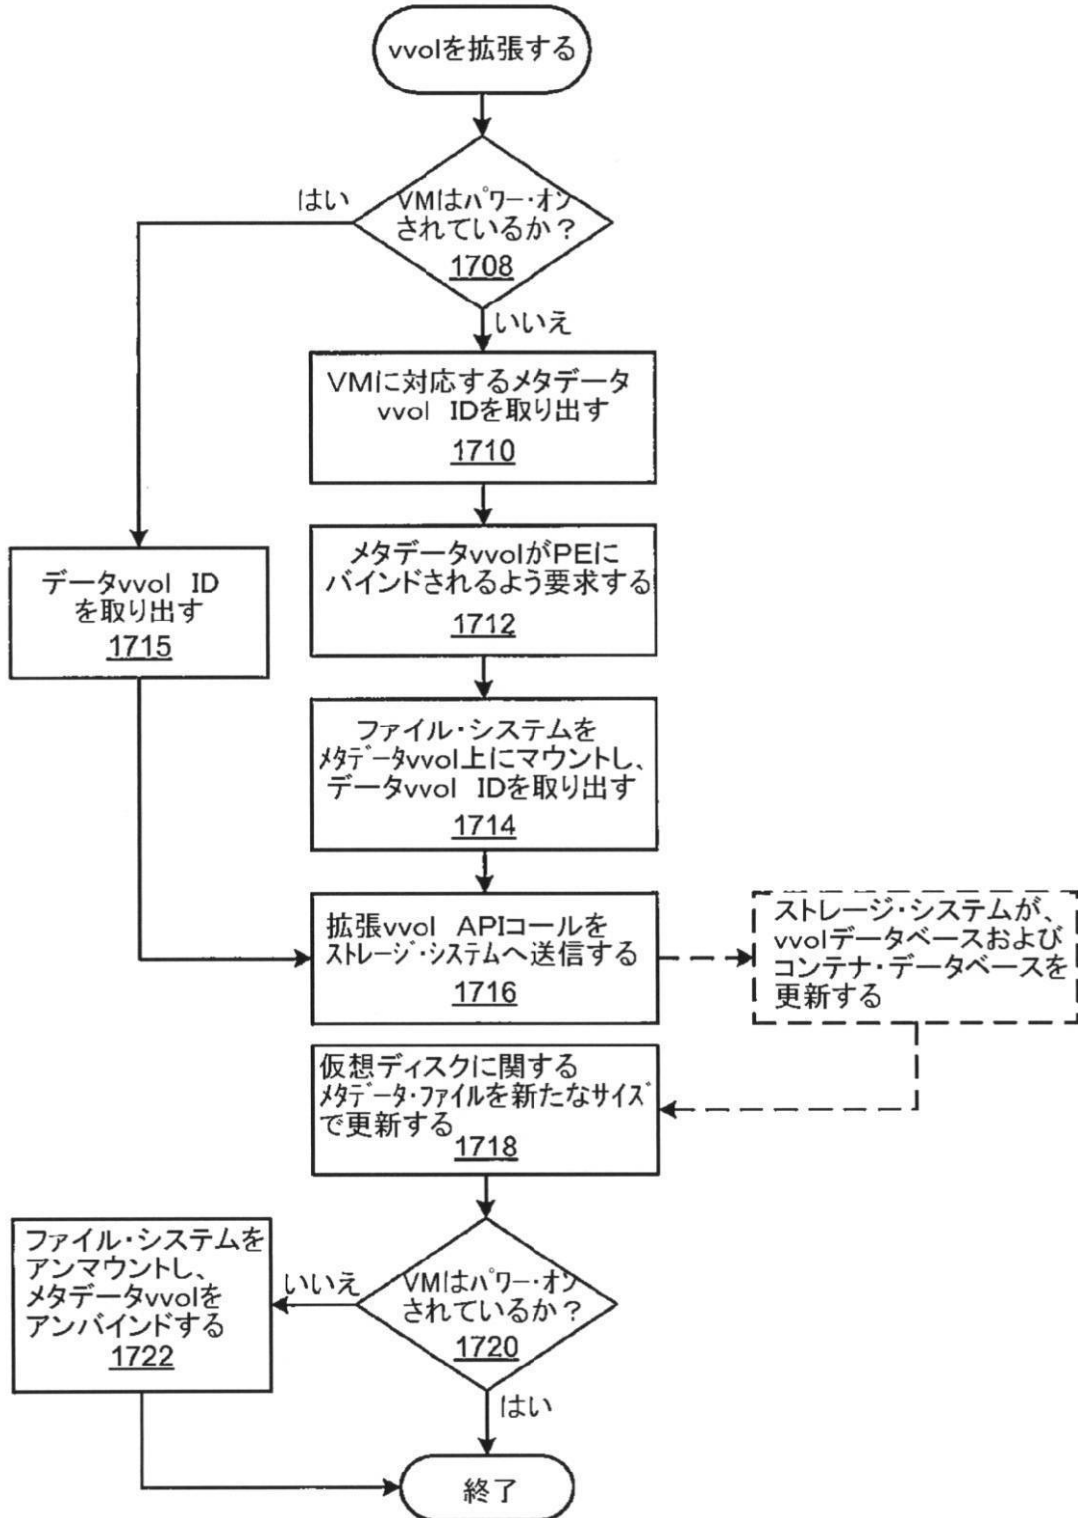 vvolを拡張する
はい
VMはパワー・オン
されているか？
1708
いいえ
VMに対応するメタデータ
vvol IDを取り出す
1710
メタデータvvolがPEに
バインドされるよう要求する
1712
データvvol ID
を取り出す
1715
ファイル・システムを
メタデータvvol上にマウントし、
データvvol IDを取り出す
1714
拡張vvol APIコールを
ストレージ・システムへ送信する
1716
ストレージ・システムが、
vvolデータベースおよび
コンテナ・データベースを
更新する
仮想ディスクに関する
メタデータ・ファイルを新たなサイズ
で更新する
1718
ファイル・システムを
アンマウントし、
メタデータvvolを
アンバインドする
1722
いいえ
VMはパワー・オン
されているか？
1720
はい
終了